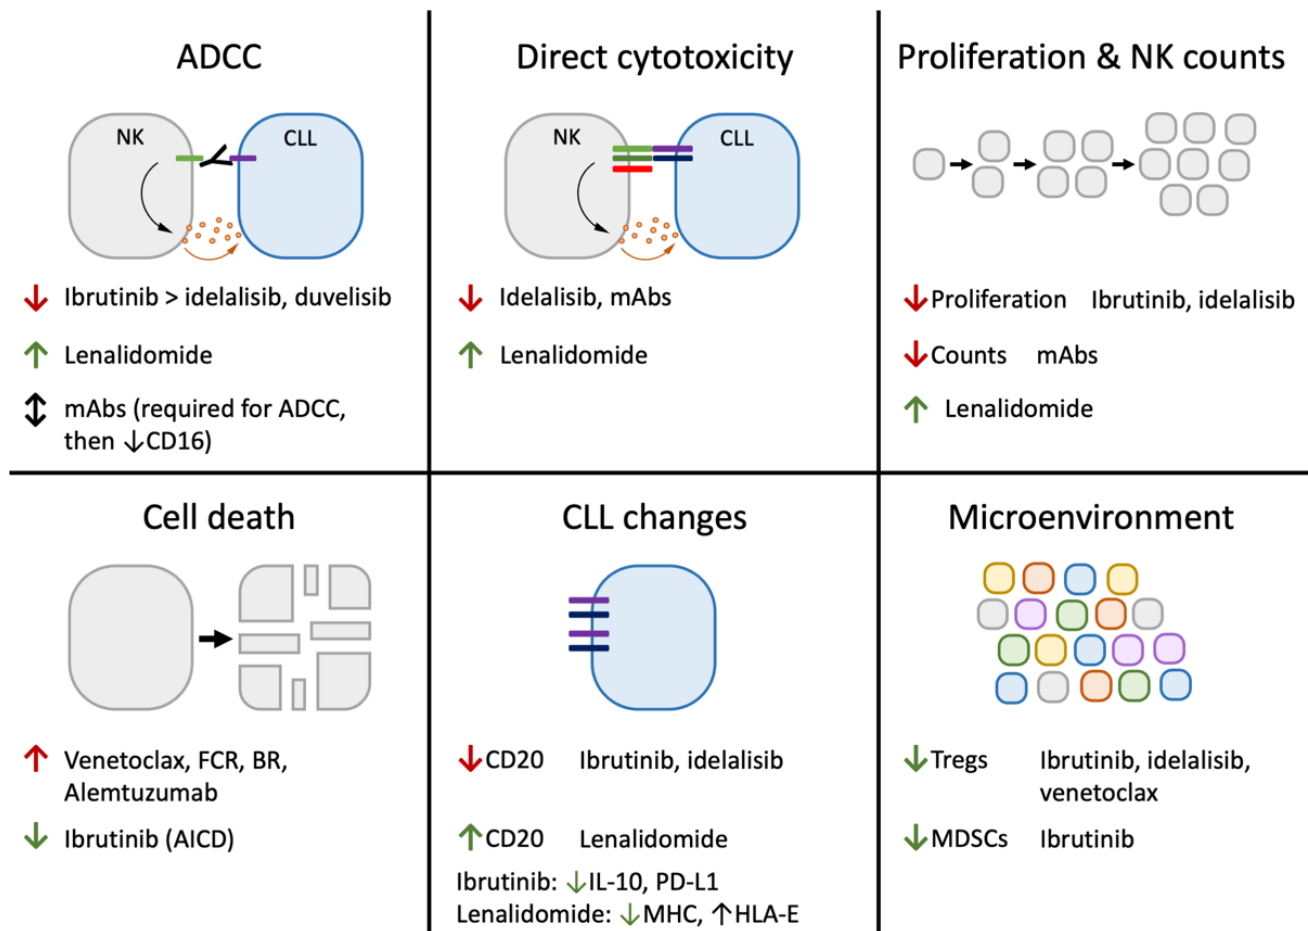 ADCC
NK
CLL
↓ Ibrutinib > idelalisib, duvelisib
↑ Lenalidomide
↕ mAbs (required for ADCC,
then ↓CD16)
Direct cytotoxicity
NK
CLL
↓ Idelalisib, mAbs
↑ Lenalidomide
Proliferation & NK counts
↓Proliferation Ibrutinib, idelalisib
↓Counts mAbs
↑ Lenalidomide
Cell death
↑ Venetoclax, FCR, BR,
Alemtuzumab
↓ Ibrutinib (AICD)
CLL changes
↓CD20 Ibrutinib, idelalisib
↑CD20 Lenalidomide
Ibrutinib: ↓IL-10, PD-L1
Lenalidomide: ↓MHC, ↑HLA-E
Microenvironment
↓Tregs Ibrutinib, idelalisib,
venetoclax
↓MDSCs Ibrutinib